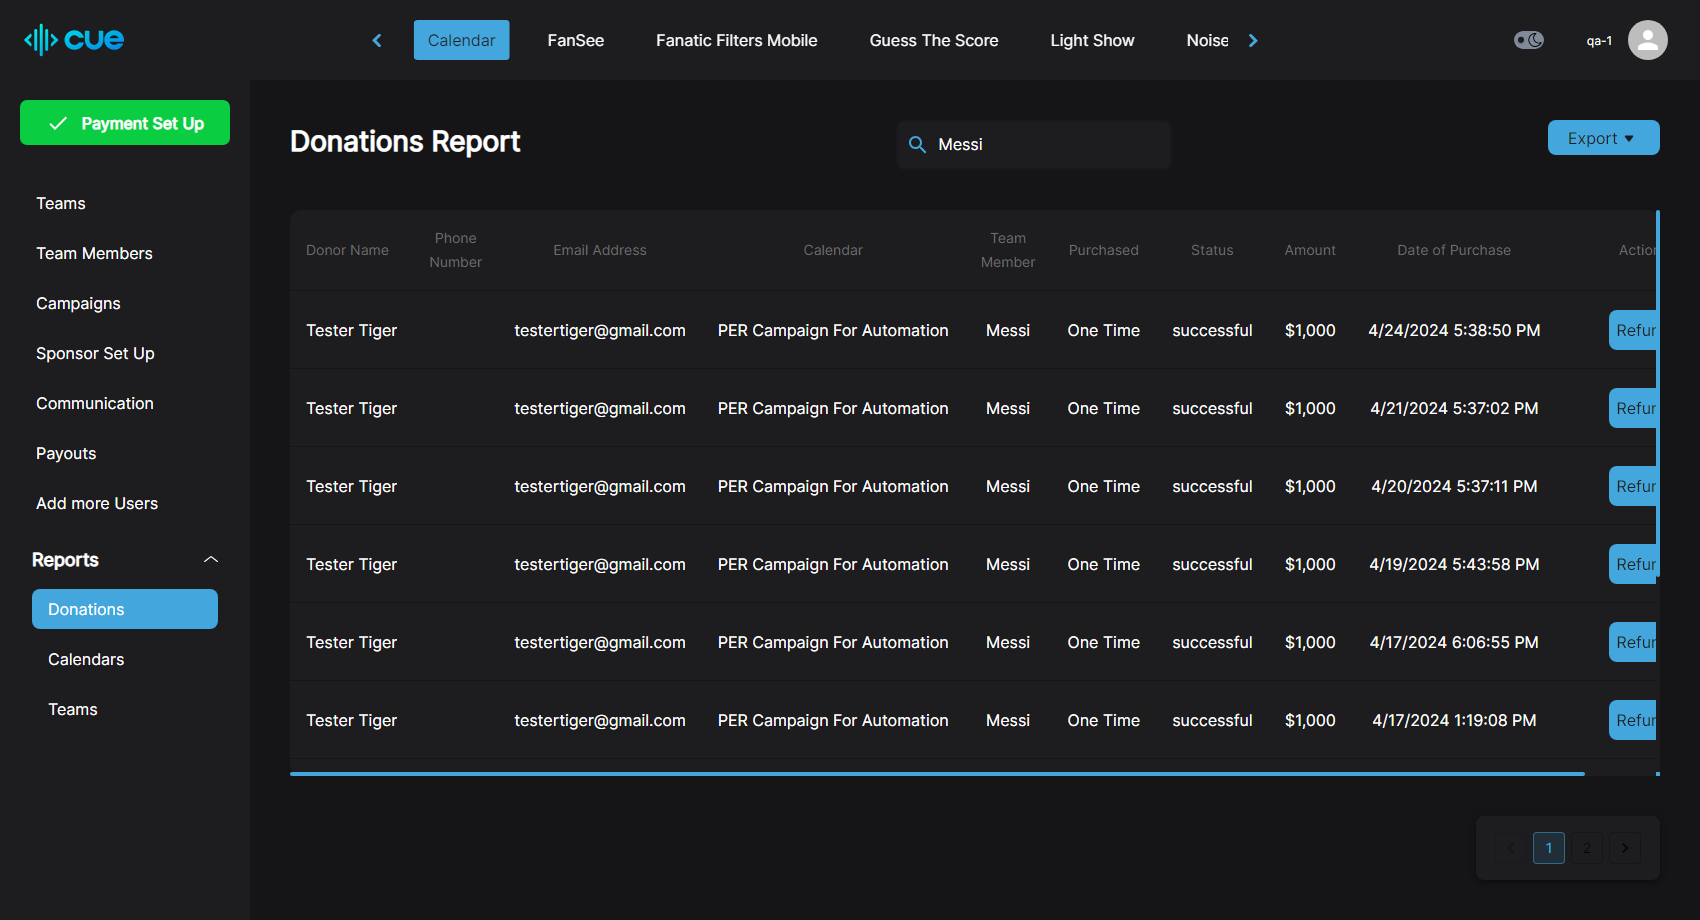 cue
Calendar
FanSee
Fanatic Filters Mobile
Guess The Score
Light Show
Noise
qa-1
Payment Set Up
Teams
Team Members
Campaigns
Sponsor Set Up
Communication
Payouts
Add more Users
Reports
Donations
Calendars
Teams
Donations Report
Messi
Export
Donor Name Phone Number Email Address Calendar Team Member Purchased Status Amount Date of Purchase Action
Tester Tiger testertiger@gmail.com PER Campaign For Automation Messi One Time successful $1,000 4/24/2024 5:38:50 PM Refun
Tester Tiger testertiger@gmail.com PER Campaign For Automation Messi One Time successful $1,000 4/21/2024 5:37:02 PM Refun
Tester Tiger testertiger@gmail.com PER Campaign For Automation Messi One Time successful $1,000 4/20/2024 5:37:11 PM Refun
Tester Tiger testertiger@gmail.com PER Campaign For Automation Messi One Time successful $1,000 4/19/2024 5:43:58 PM Refun
Tester Tiger testertiger@gmail.com PER Campaign For Automation Messi One Time successful $1,000 4/17/2024 6:06:55 PM Refun
Tester Tiger testertiger@gmail.com PER Campaign For Automation Messi One Time successful $1,000 4/17/2024 1:19:08 PM Refun
1 2